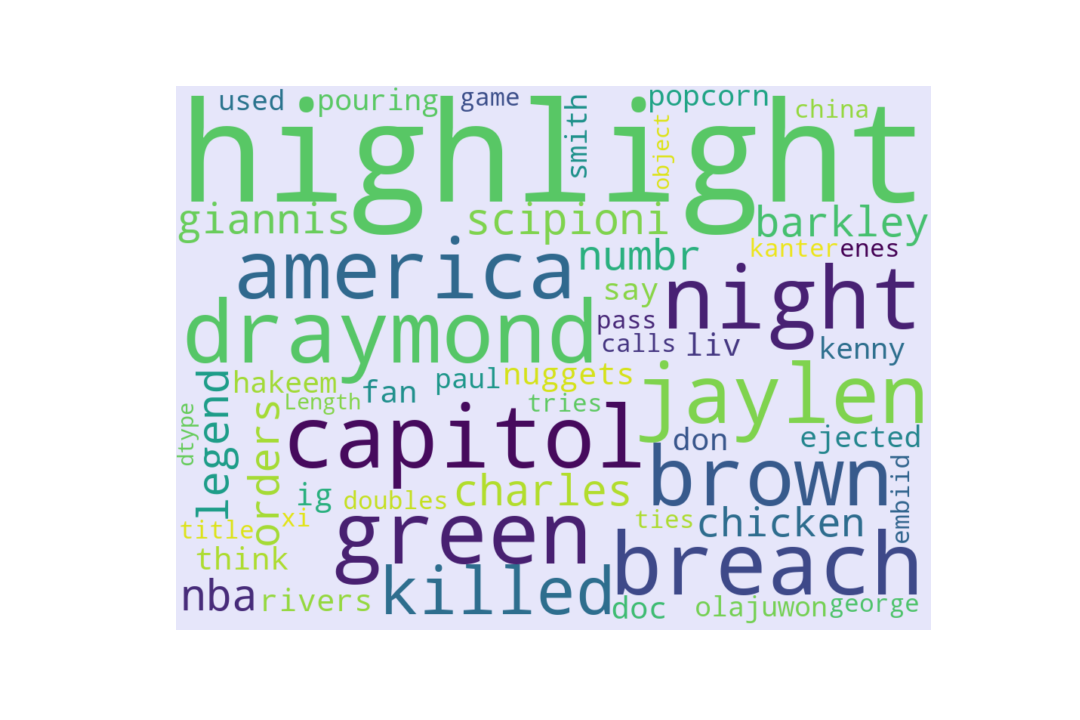 used pouring game smith popcorn object china
highlight
giannis scipioni barkley
america numbr kanter enes
draymond say night
pass calls liv kenny
legend hakeem fan paul nuggets jaylen
dtype Length tries
orders capitol don ejected
ig doubles charles brown embiid
title xi green ties chicken
think breach
nba rivers killed doc olajuwon george